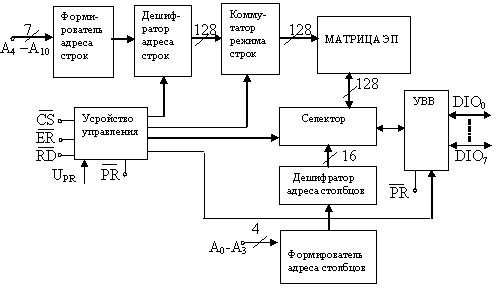 Формирователь адреса строк
Дешифратор адреса строк
Коммутатор режима строк
МАТРИЦА ЭП
7
128
128
A4 –A10
128
CS
ER
RD
Устройство управления
Селектор
УВВ
DIO0
DIO7
UPR
PR
16
Дешифратор адреса столбцов
PR
A0-A3
4
Формирователь адреса столбцов